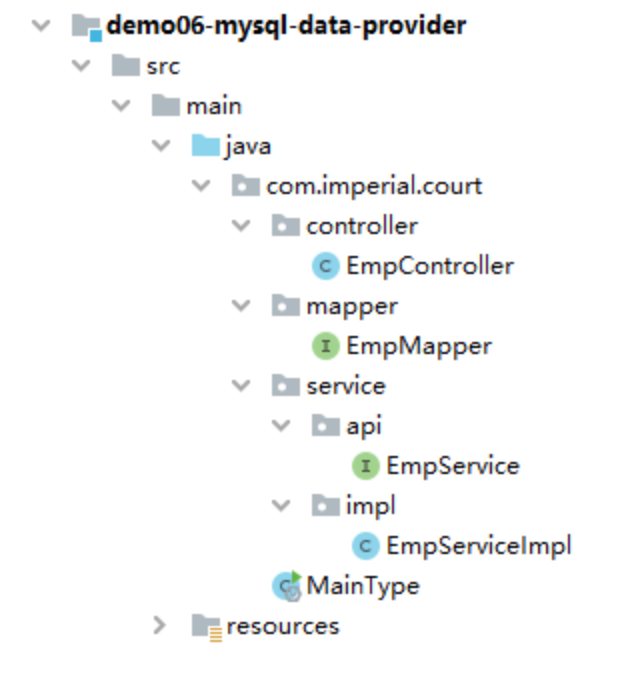 demo06-mysql-data-provider
src
main
java
com.imperial.court
controller
C EmpController
mapper
I EmpMapper
service
api
I EmpService
impl
C EmpServiceImpl
C MainType
resources